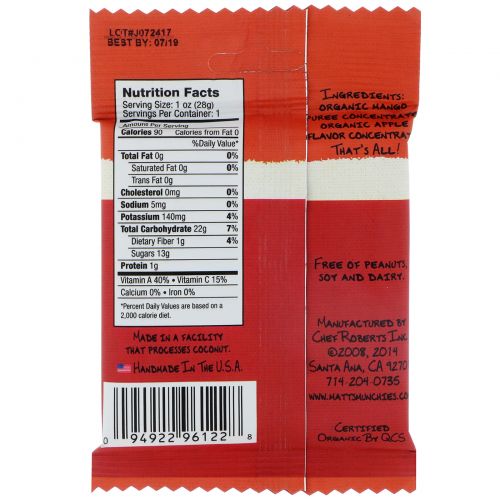 LOT#J072417
BEST BY: 07/19
Nutrition Facts
Serving Size: 1 oz (28g)
Servings Per Container: 1
Amount Per Serving
Calories 90 Calories from Fat 0
%Daily Value*
Total Fat 0g 0%
Saturated Fat 0g 0%
Trans Fat 0g
Cholesterol 0mg 0%
Sodium 5mg 0%
Potassium 140mg 4%
Total Carbohydrate 22g 7%
Dietary Fiber 1g 4%
Sugars 13g
Protein 1g
Vitamin A 40% • Vitamin C 15%
Calcium 0% • Iron 0%
*Percent Daily Values are based on a
2,000 calorie diet.
Made in a facility
that processes coconut.
Handmade In The U.S.A.
0 94922 96122 8
Ingredients:
organic mango
puree concentrate
organic apple
flavor concentrat
That's All!
Free of peanuts,
soy and dairy.
Manufactured by
Chef Roberts Inc
©2008, 2014
Santa Ana, CA 9270
714-204-0735
www.mattsmunchies.
Certified
Organic By QCS